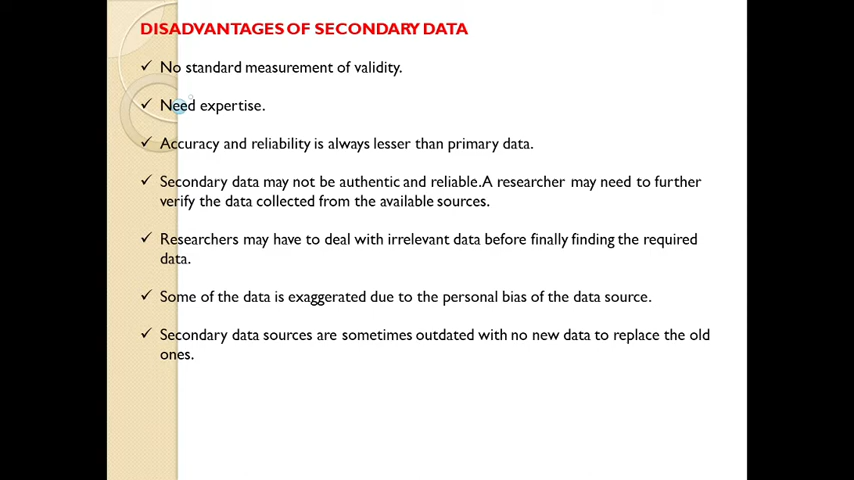 DISADVANTAGES OF SECONDARY DATA
✓ No standard measurement of validity.
✓ Need expertise.
✓ Accuracy and reliability is always lesser than primary data.
✓ Secondary data may not be authentic and reliable. A researcher may need to further
verify the data collected from the available sources.
✓ Researchers may have to deal with irrelevant data before finally finding the required
data.
✓ Some of the data is exaggerated due to the personal bias of the data source.
✓ Secondary data sources are sometimes outdated with no new data to replace the old
ones.